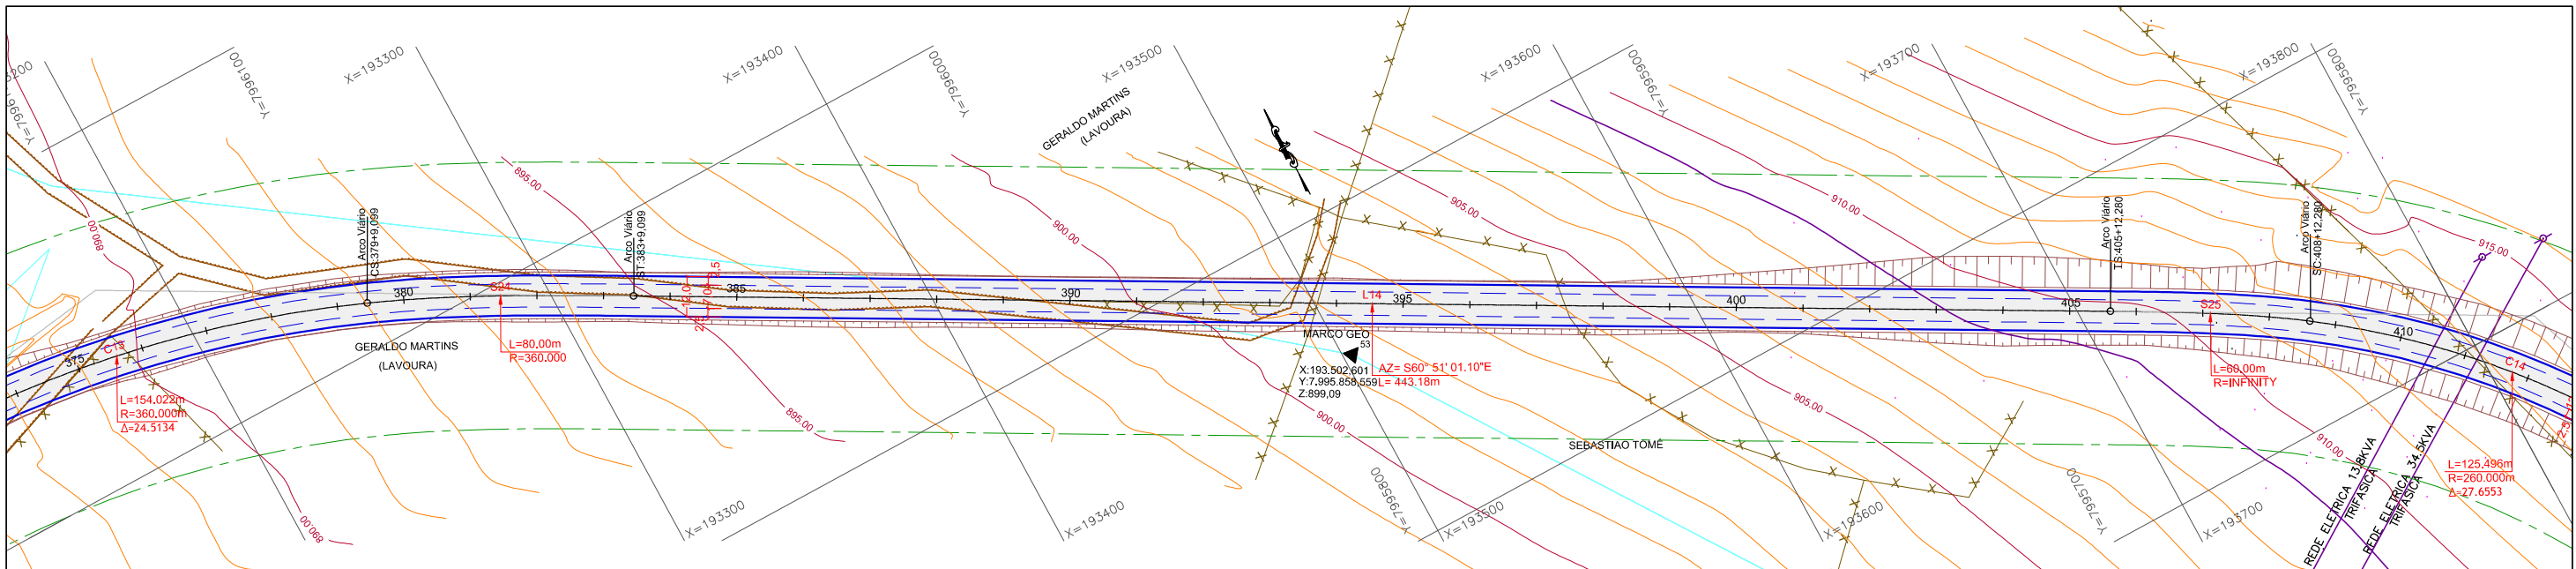 Y=7996100
X=193300
X=193400
Y=7996000
X=193500
X=193600
Y=7995900
X=193700
X=193800
Y=7995800
GERALDO MARTINS
(LAVOURA)
895.00
900.00
905.00
910.00
915.00
890.00
Arco Viário
CS:379+9,099
Arco Viário
ST:383+9,099
Arco Viário
TS:405+12,280
Arco Viário
SC:408+12,280
375
380
385
390
395
400
405
410
C15
S24
L14
S25
C14
L=154.022m
R=360.000m
Δ=24.5134
GERALDO MARTINS
(LAVOURA)
L=80,00m
R=360.000
MARCO GEO
53
X:193.502,601
Y:7.995.858,559
Z:899,09
AZ= S60° 51' 01.10"E
L= 443.18m
L=60,00m
R=INFINITY
L=125,496m
R=260.000m
Δ=27.6553
SEBASTIAO TOMÉ
REDE ELETRICA 13.8KVA
TRIFASICA
REDE ELETRICA 34.5KVA
TRIFASICA
890.00
895.00
900.00
905.00
910.00
X=193300
X=193400
Y=7995800
X=193500
X=193600
Y=7995700
X=193700